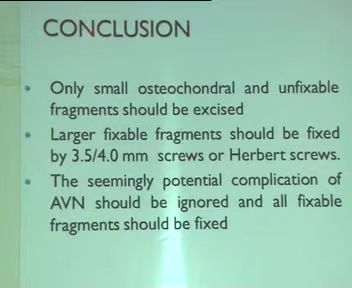 CONCLUSION
• Only small osteochondral and unfixable
fragments should be excised
• Larger fixable fragments should be fixed
by 3.5/4.0 mm screws or Herbert screws.
• The seemingly potential complication of
AVN should be ignored and all fixable
fragments should be fixed